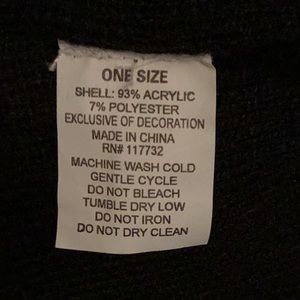 ONE SIZE
SHELL: 93% ACRYLIC
7% POLYESTER
EXCLUSIVE OF DECORATION
MADE IN CHINA
RN# 117732
MACHINE WASH COLD
GENTLE CYCLE
DO NOT BLEACH
TUMBLE DRY LOW
DO NOT IRON
DO NOT DRY CLEAN